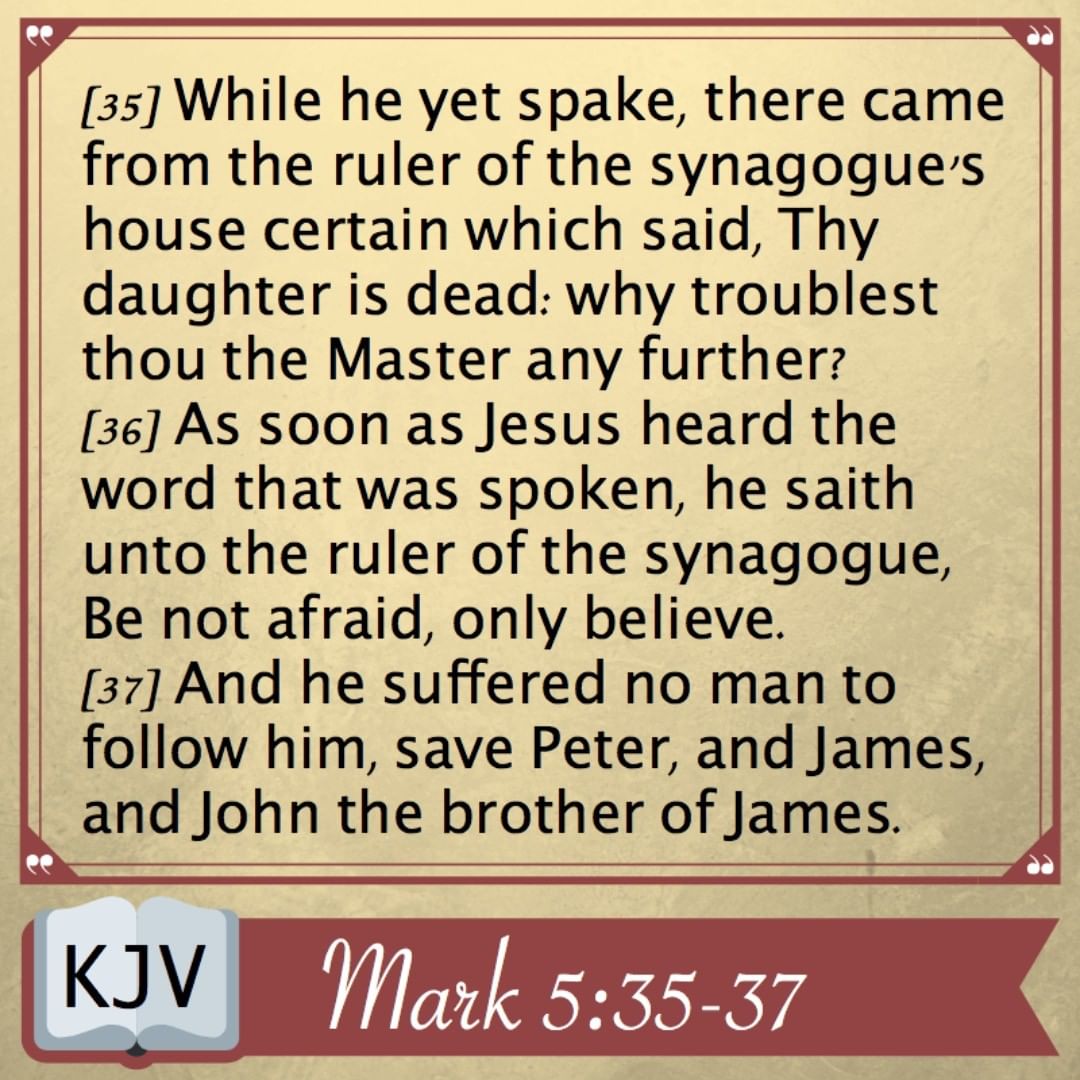 [35] While he yet spake, there came
from the ruler of the synagogue's
house certain which said, Thy
daughter is dead: why troublest
thou the Master any further?
[36] As soon as Jesus heard the
word that was spoken, he saith
unto the ruler of the synagogue,
Be not afraid, only believe.
[37] And he suffered no man to
follow him, save Peter, and James,
and John the brother of James.
KJV
Mark 5:35-37